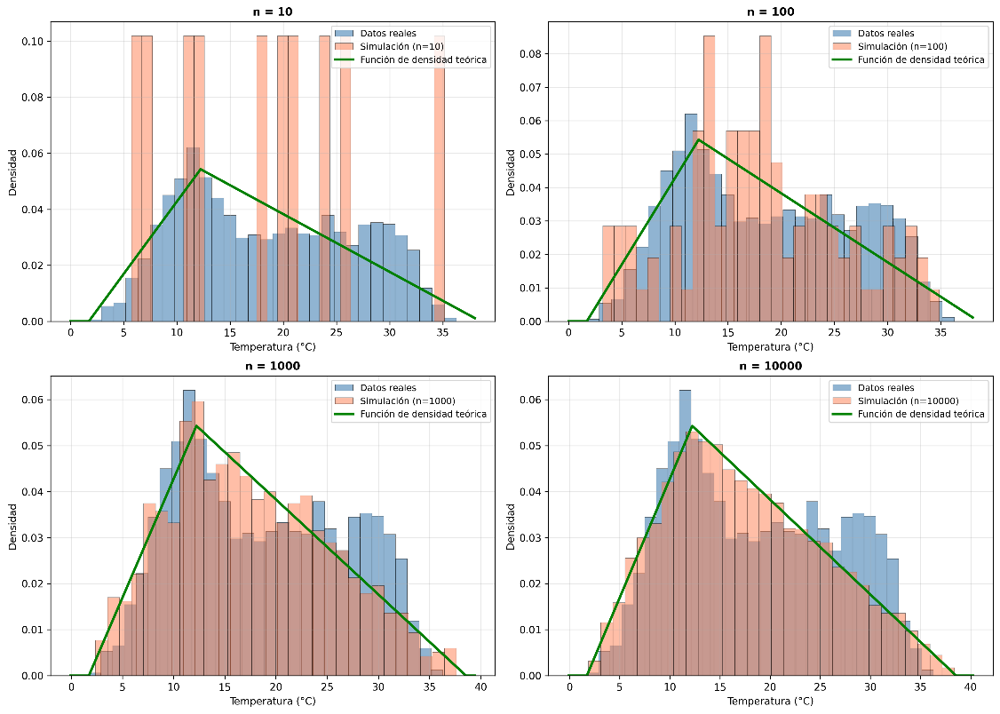 n = 10
Datos reales
Simulación (n=10)
Función de densidad teórica
0.10
0.08
0.06
0.04
0.02
0.00
Densidad
0 5 10 15 20 25 30 35
Temperatura (°C)
n = 100
Datos reales
Simulación (n=100)
Función de densidad teórica
0.08
0.07
0.06
0.05
0.04
0.03
0.02
0.01
0.00
Densidad
0 5 10 15 20 25 30 35
Temperatura (°C)
n = 1000
Datos reales
Simulación (n=1000)
Función de densidad teórica
0.06
0.05
0.04
0.03
0.02
0.01
0.00
Densidad
0 5 10 15 20 25 30 35 40
Temperatura (°C)
n = 10000
Datos reales
Simulación (n=10000)
Función de densidad teórica
0.06
0.05
0.04
0.03
0.02
0.01
0.00
Densidad
0 5 10 15 20 25 30 35 40
Temperatura (°C)